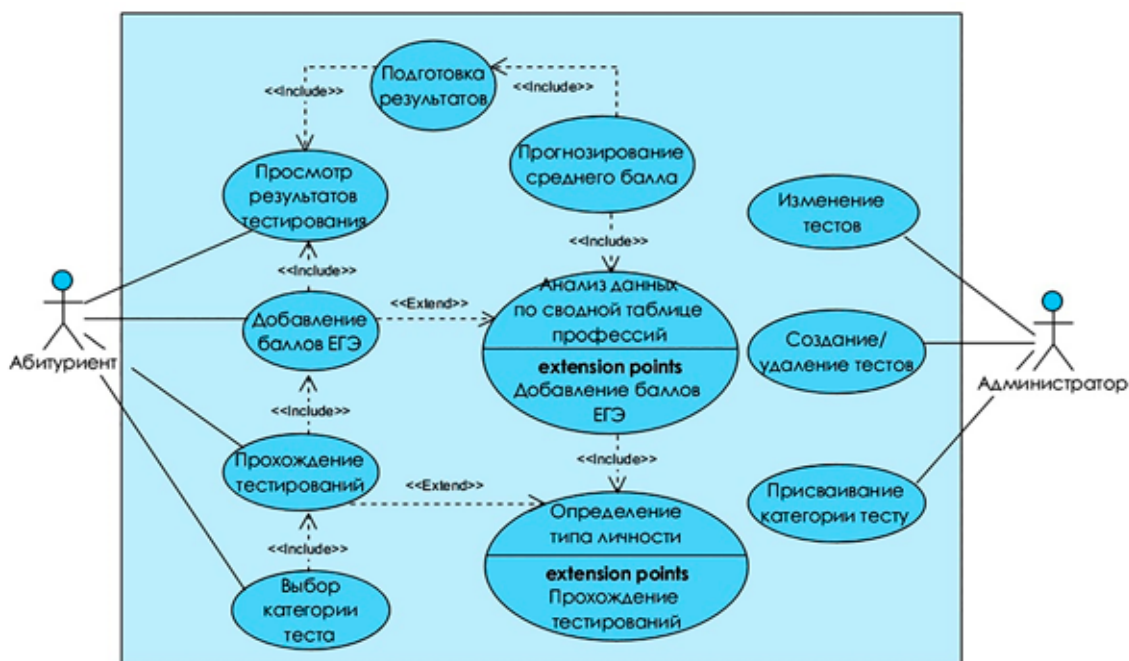 Подготовка
результатов
<<Include>>
<<Include>>
Просмотр
результатов
тестирования
Прогнозирование
среднего балла
Изменение
тестов
<<Include>>
<<Include>>
Абитуриент
Добавление
баллов ЕГЭ
<<Extend>>
Анализ данных
по сводной таблице
профессий
extension points
Добавление баллов
ЕГЭ
Создание/
удаление тестов
Администратор
<<Include>>
<<Include>>
Прохождение
тестирований
<<Extend>>
Определение
типа личности
extension points
Прохождение
тестирований
Присваивание
категории тесту
<<Include>>
Выбор
категории
теста